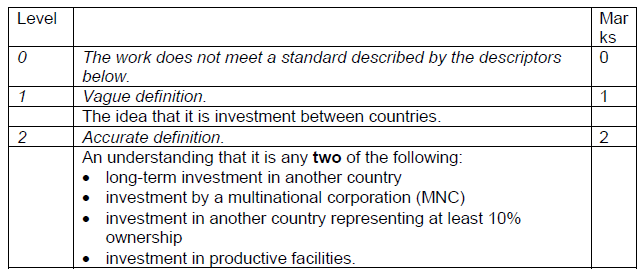 Level Mar
ks
0 The work does not meet a standard described by the descriptors 0
below.
1 Vague definition. 1
The idea that it is investment between countries.
2 Accurate definition. 2
An understanding that it is any two of the following:
• long-term investment in another country
• investment by a multinational corporation (MNC)
• investment in another country representing at least 10%
ownership
• investment in productive facilities.